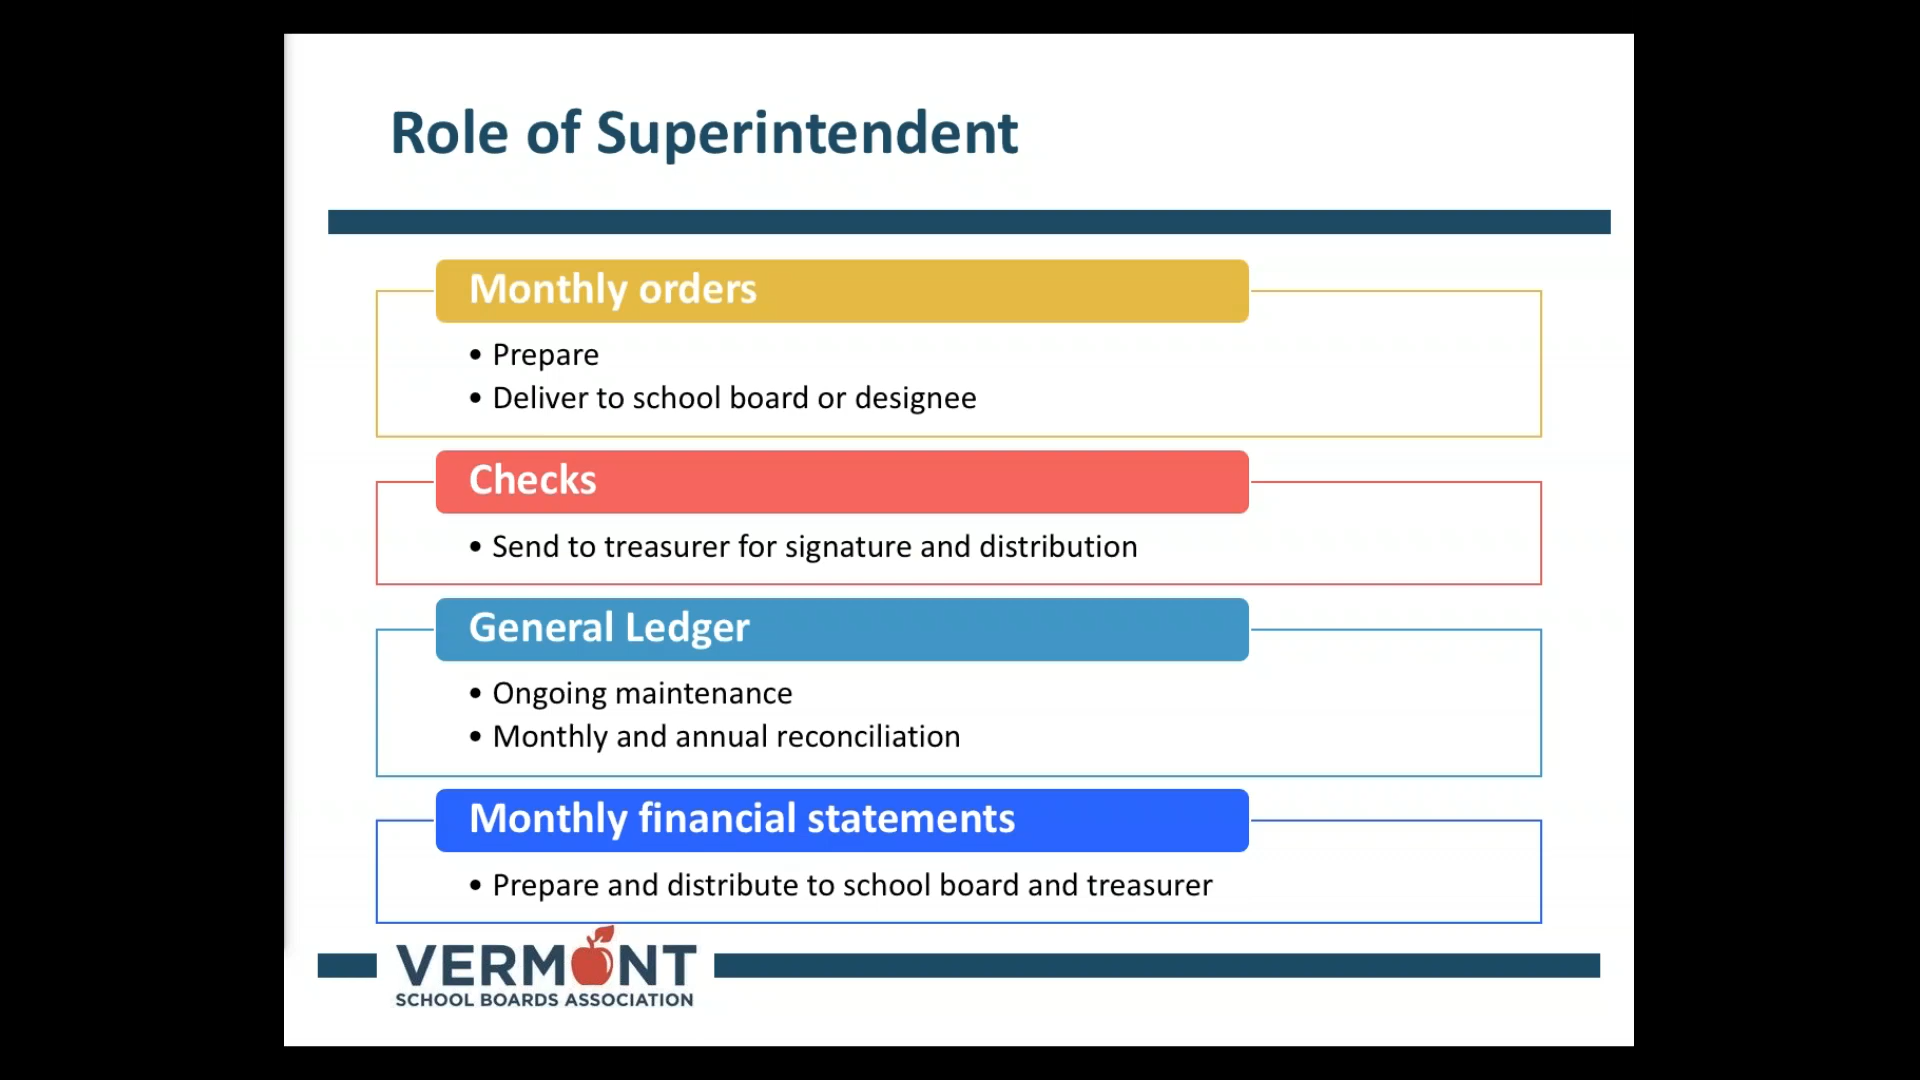 Role of Superintendent
Monthly orders
• Prepare
• Deliver to school board or designee
Checks
• Send to treasurer for signature and distribution
General Ledger
• Ongoing maintenance
• Monthly and annual reconciliation
Monthly financial statements
• Prepare and distribute to school board and treasurer
VERMONT
SCHOOL BOARDS ASSOCIATION